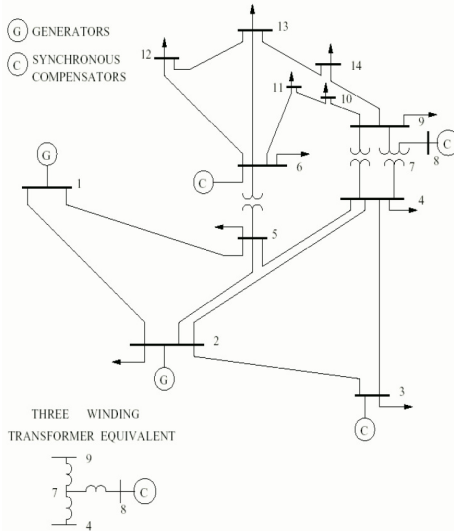 G GENERATORS
C SYNCHRONOUS
COMPENSATORS
13
12
14
11
10
9
G
C
6
7
C
8
1
4
5
2
G
3
C
THREE WINDING
TRANSFORMER EQUIVALENT
9
7
C
8
4